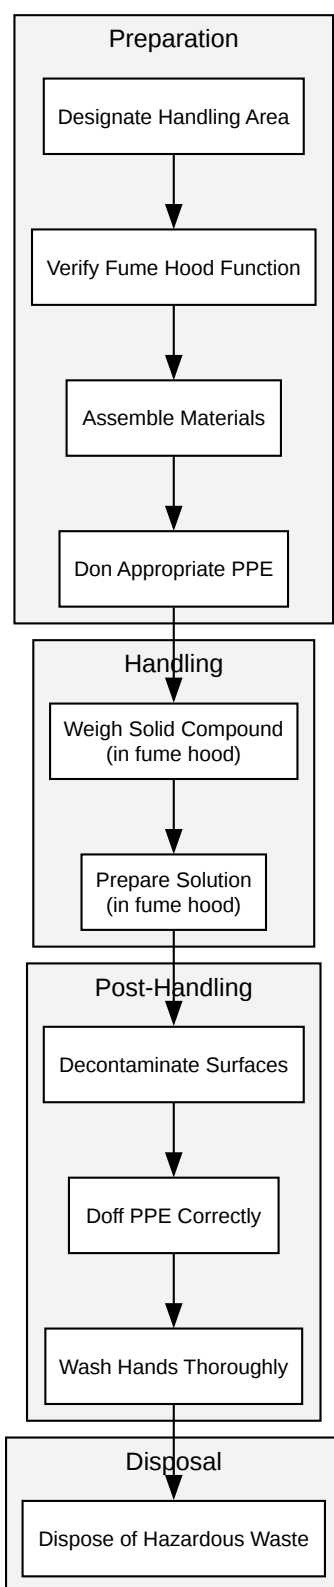 Preparation
Designate Handling Area
Verify Fume Hood Function
Assemble Materials
Don Appropriate PPE
Handling
Weigh Solid Compound
(in fume hood)
Prepare Solution
(in fume hood)
Post-Handling
Decontaminate Surfaces
Doff PPE Correctly
Wash Hands Thoroughly
Disposal
Dispose of Hazardous Waste